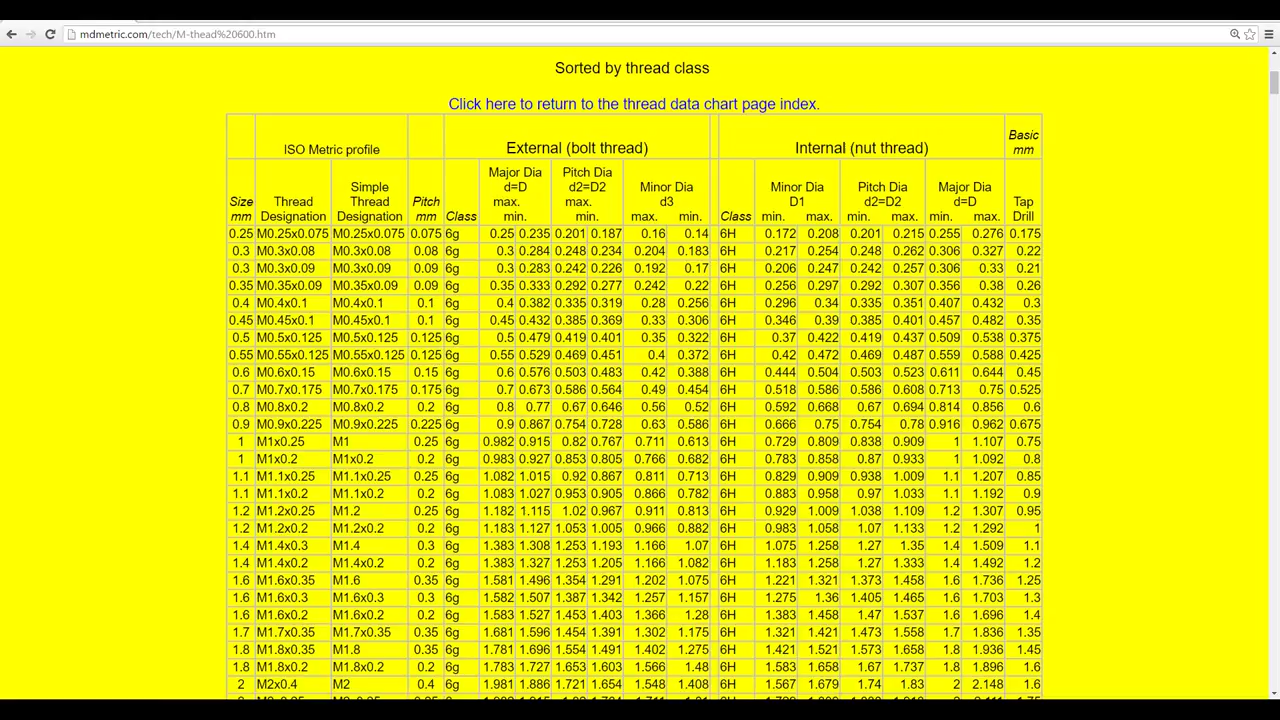 mdmetric.com/tech/M-thead%20600.htm
Sorted by thread class
Click here to return to the thread data chart page index.
ISO Metric profile External (bolt thread) Internal (nut thread) Basic mm
Size mm Thread Designation Simple Thread Designation Pitch mm Class Major Dia d=D max. min. Pitch Dia d2=D2 max. min. Minor Dia d3 max. min. Class Minor Dia D1 min. max. Pitch Dia d2=D2 min. max. Major Dia d=D min. max. Tap Drill
0.25 M0.25x0.075 M0.25x0.075 0.075 6g 0.25 0.235 0.201 0.187 0.16 0.14 6H 0.172 0.208 0.201 0.215 0.255 0.276 0.175
0.3 M0.3x0.08 M0.3x0.08 0.08 6g 0.3 0.284 0.248 0.234 0.204 0.183 6H 0.217 0.254 0.248 0.262 0.306 0.327 0.22
0.3 M0.3x0.09 M0.3x0.09 0.09 6g 0.3 0.283 0.242 0.226 0.192 0.17 6H 0.206 0.247 0.242 0.257 0.306 0.33 0.21
0.35 M0.35x0.09 M0.35x0.09 0.09 6g 0.35 0.333 0.292 0.277 0.242 0.22 6H 0.256 0.297 0.292 0.307 0.356 0.38 0.26
0.4 M0.4x0.1 M0.4x0.1 0.1 6g 0.4 0.382 0.335 0.319 0.28 0.256 6H 0.296 0.34 0.335 0.351 0.407 0.432 0.3
0.45 M0.45x0.1 M0.45x0.1 0.1 6g 0.45 0.432 0.385 0.369 0.33 0.306 6H 0.346 0.39 0.385 0.401 0.457 0.482 0.35
0.5 M0.5x0.125 M0.5x0.125 0.125 6g 0.5 0.479 0.419 0.401 0.35 0.322 6H 0.37 0.422 0.419 0.437 0.509 0.538 0.375
0.55 M0.55x0.125 M0.55x0.125 0.125 6g 0.55 0.529 0.469 0.451 0.4 0.372 6H 0.42 0.472 0.469 0.487 0.559 0.588 0.425
0.6 M0.6x0.15 M0.6x0.15 0.15 6g 0.6 0.576 0.503 0.483 0.42 0.388 6H 0.444 0.504 0.503 0.523 0.611 0.644 0.45
0.7 M0.7x0.175 M0.7x0.175 0.175 6g 0.7 0.673 0.586 0.564 0.49 0.454 6H 0.518 0.586 0.586 0.608 0.713 0.75 0.525
0.8 M0.8x0.2 M0.8x0.2 0.2 6g 0.8 0.77 0.67 0.646 0.56 0.52 6H 0.592 0.668 0.67 0.694 0.814 0.856 0.6
0.9 M0.9x0.225 M0.9x0.225 0.225 6g 0.9 0.867 0.754 0.728 0.63 0.586 6H 0.666 0.75 0.754 0.78 0.916 0.962 0.675
1 M1x0.25 M1 0.25 6g 0.982 0.915 0.82 0.767 0.711 0.613 6H 0.729 0.809 0.838 0.909 1 1.107 0.75
1 M1x0.2 M1x0.2 0.2 6g 0.983 0.927 0.853 0.805 0.766 0.682 6H 0.783 0.858 0.87 0.933 1 1.092 0.8
1.1 M1.1x0.25 M1.1x0.25 0.25 6g 1.082 1.015 0.92 0.867 0.811 0.713 6H 0.829 0.909 0.938 1.009 1.1 1.207 0.85
1.1 M1.1x0.2 M1.1x0.2 0.2 6g 1.083 1.027 0.953 0.905 0.866 0.782 6H 0.883 0.958 0.97 1.033 1.1 1.192 0.9
1.2 M1.2x0.25 M1.2 0.25 6g 1.182 1.115 1.02 0.967 0.911 0.813 6H 0.929 1.009 1.038 1.109 1.2 1.307 0.95
1.2 M1.2x0.2 M1.2x0.2 0.2 6g 1.183 1.127 1.053 1.005 0.966 0.882 6H 0.983 1.058 1.07 1.133 1.2 1.292 1
1.4 M1.4x0.3 M1.4 0.3 6g 1.383 1.308 1.253 1.193 1.166 1.07 6H 1.075 1.258 1.27 1.35 1.4 1.509 1.1
1.4 M1.4x0.2 M1.4x0.2 0.2 6g 1.383 1.327 1.253 1.205 1.166 1.082 6H 1.183 1.258 1.27 1.333 1.4 1.492 1.2
1.6 M1.6x0.35 M1.6 0.35 6g 1.581 1.496 1.354 1.291 1.202 1.075 6H 1.221 1.321 1.373 1.458 1.6 1.736 1.25
1.6 M1.6x0.3 M1.6x0.3 0.3 6g 1.582 1.507 1.387 1.342 1.257 1.157 6H 1.275 1.36 1.405 1.465 1.6 1.703 1.3
1.6 M1.6x0.2 M1.6x0.2 0.2 6g 1.583 1.527 1.453 1.403 1.366 1.28 6H 1.383 1.458 1.47 1.537 1.6 1.696 1.4
1.7 M1.7x0.35 M1.7x0.35 0.35 6g 1.681 1.596 1.454 1.391 1.302 1.175 6H 1.321 1.421 1.473 1.558 1.7 1.836 1.35
1.8 M1.8x0.35 M1.8 0.35 6g 1.781 1.696 1.554 1.491 1.402 1.275 6H 1.421 1.521 1.573 1.658 1.8 1.936 1.45
1.8 M1.8x0.2 M1.8x0.2 0.2 6g 1.783 1.727 1.653 1.603 1.566 1.48 6H 1.583 1.658 1.67 1.737 1.8 1.896 1.6
2 M2x0.4 M2 0.4 6g 1.981 1.886 1.721 1.654 1.548 1.408 6H 1.567 1.679 1.74 1.83 2 2.148 1.6